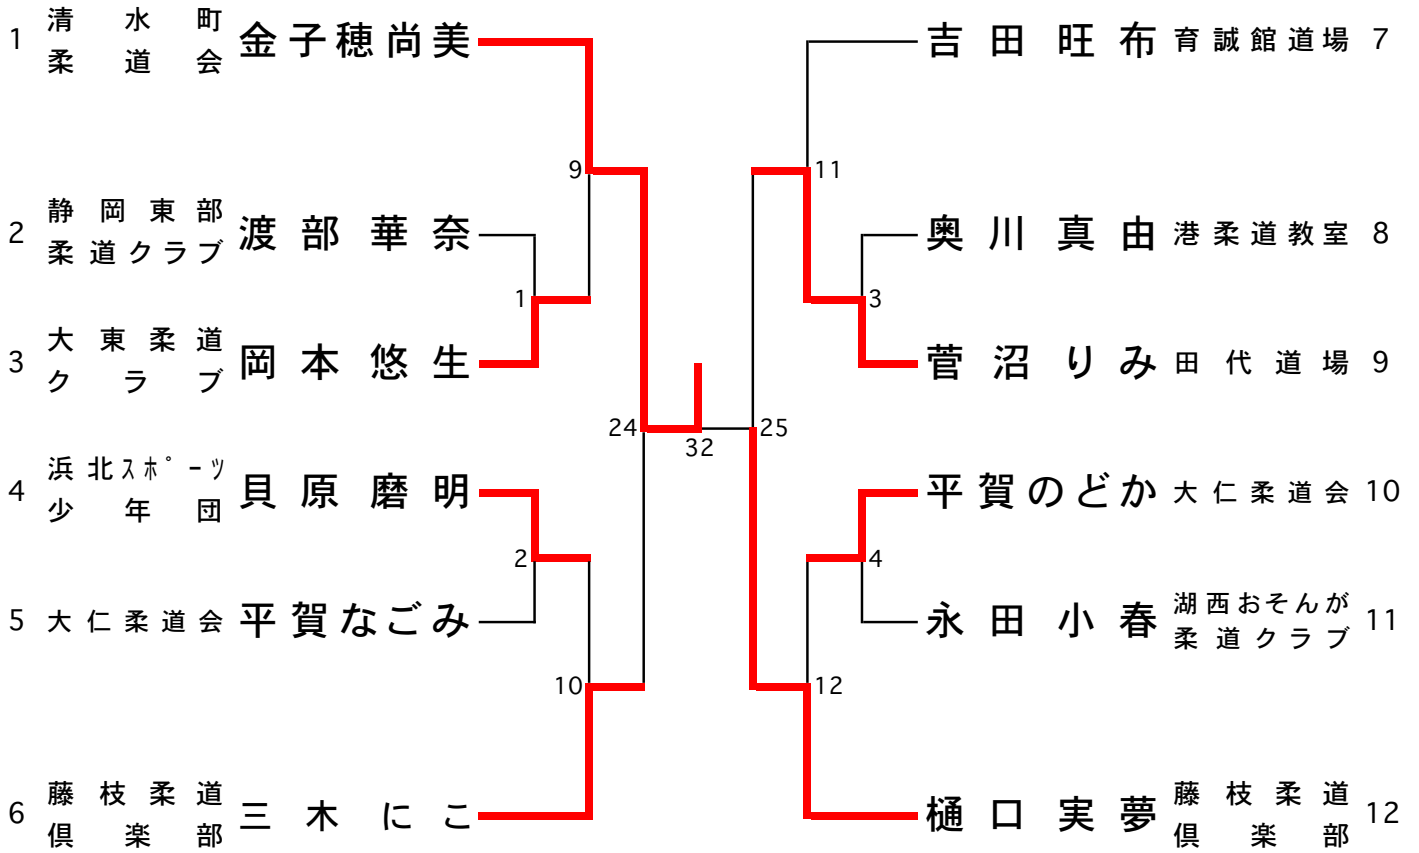 1 清水町柔道会 金子穂尚美
2 静岡東部柔道クラブ 渡部華奈
3 大東柔道クラブ 岡本悠生
4 浜北ｽﾎﾟｰﾂ少年団 貝原磨明
5 大仁柔道会 平賀なごみ
6 藤枝柔道倶楽部 三木にこ
9
1
24
2
10
32
吉田旺布 育誠館道場 7
奥川真由 港柔道教室 8
菅沼りみ 田代道場 9
平賀のどか 大仁柔道会 10
永田小春 湖西おそんが柔道クラブ 11
樋口実夢 藤枝柔道倶楽部 12
11
3
25
4
12